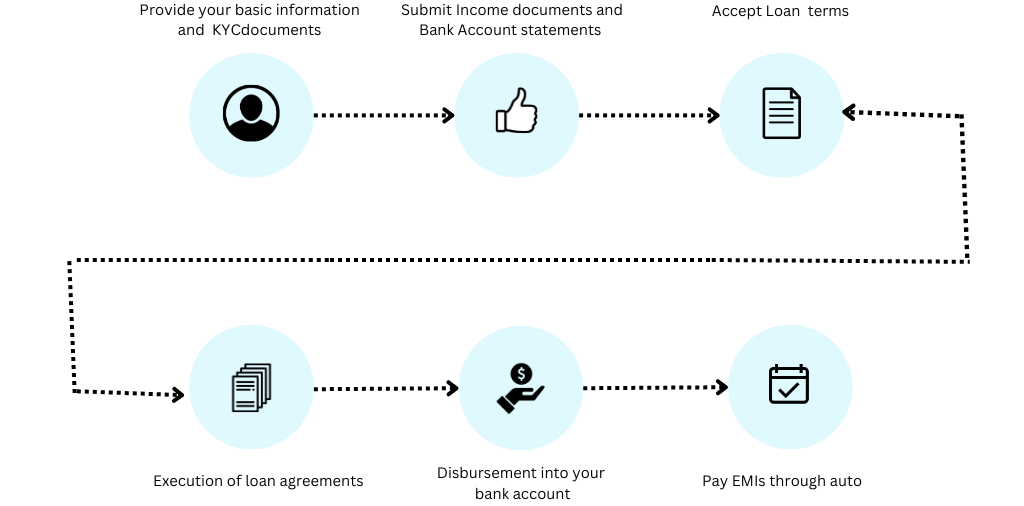 Provide your basic information
and  KYCdocuments
Submit Income documents and
Bank Account statements
Accept Loan  terms
$
Execution of loan agreements
Disbursement into your
bank account
Pay EMIs through auto